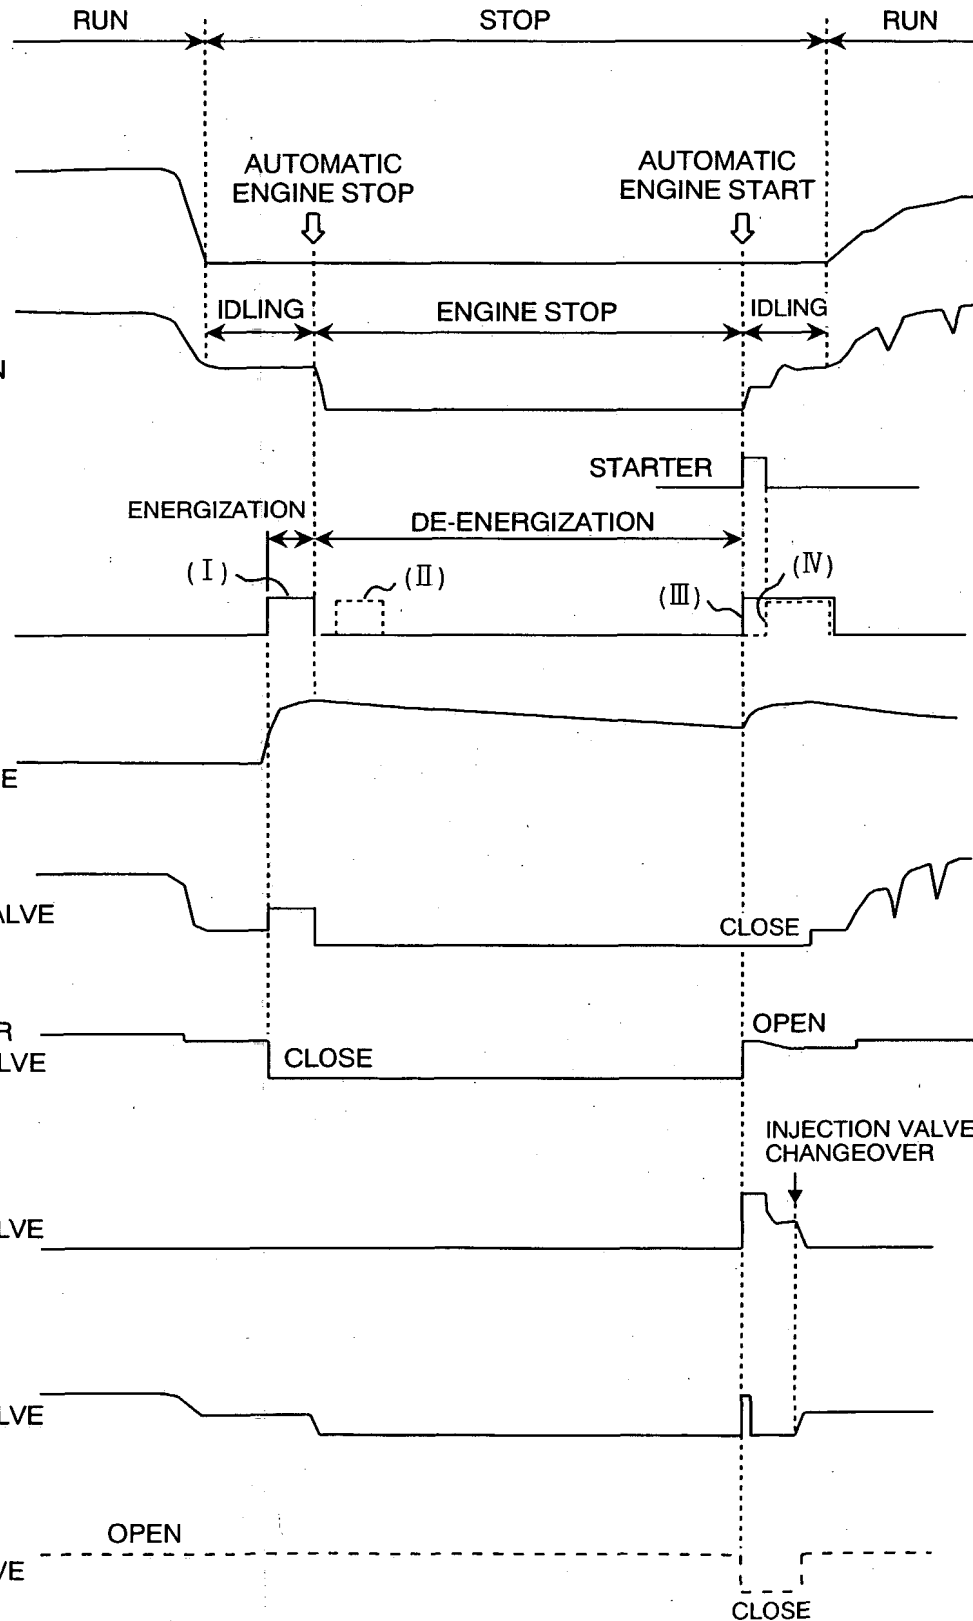 RUN
STOP
RUN
AUTOMATIC
ENGINE STOP
AUTOMATIC
ENGINE START
IDLING
ENGINE STOP
IDLING
N
STARTER
ENERGIZATION
DE-ENERGIZATION
(Ⅰ)
(Ⅱ)
(Ⅲ)
(Ⅳ)
E
ALVE
CLOSE
R
LVE
CLOSE
OPEN
INJECTION VALVE
CHANGEOVER
LVE
LVE
OPEN
VE
CLOSE